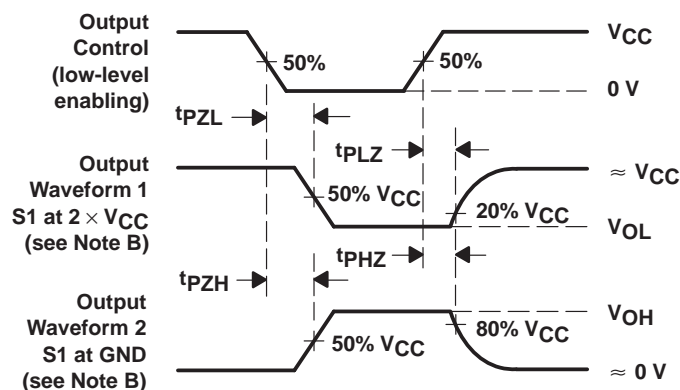 Output
Control
(low-level
enabling)
50%
50%
VCC
0 V
tPZL
tPLZ
Output
Waveform 1
S1 at 2 × VCC
(see Note B)
50% VCC
20% VCC
≈ VCC
VOL
tPZH
tPHZ
Output
Waveform 2
S1 at GND
(see Note B)
50% VCC
80% VCC
VOH
≈ 0 V